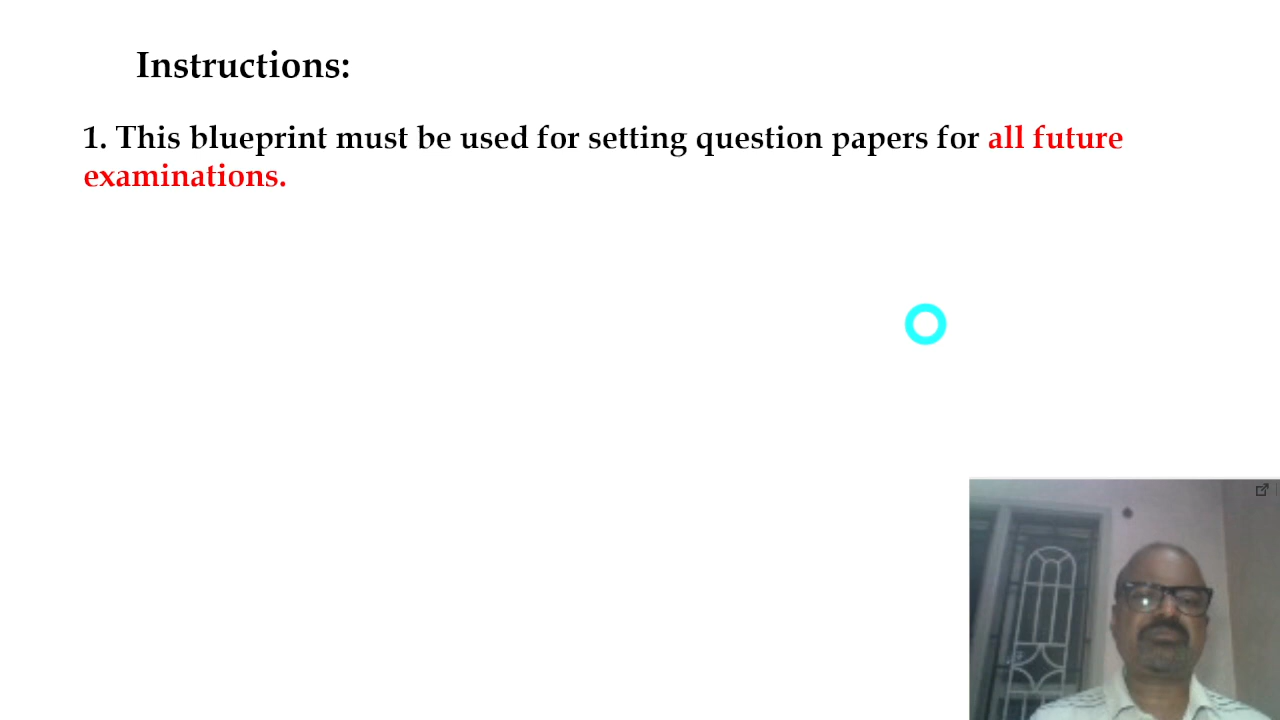 Instructions:
1. This blueprint must be used for setting question papers for all future
examinations.